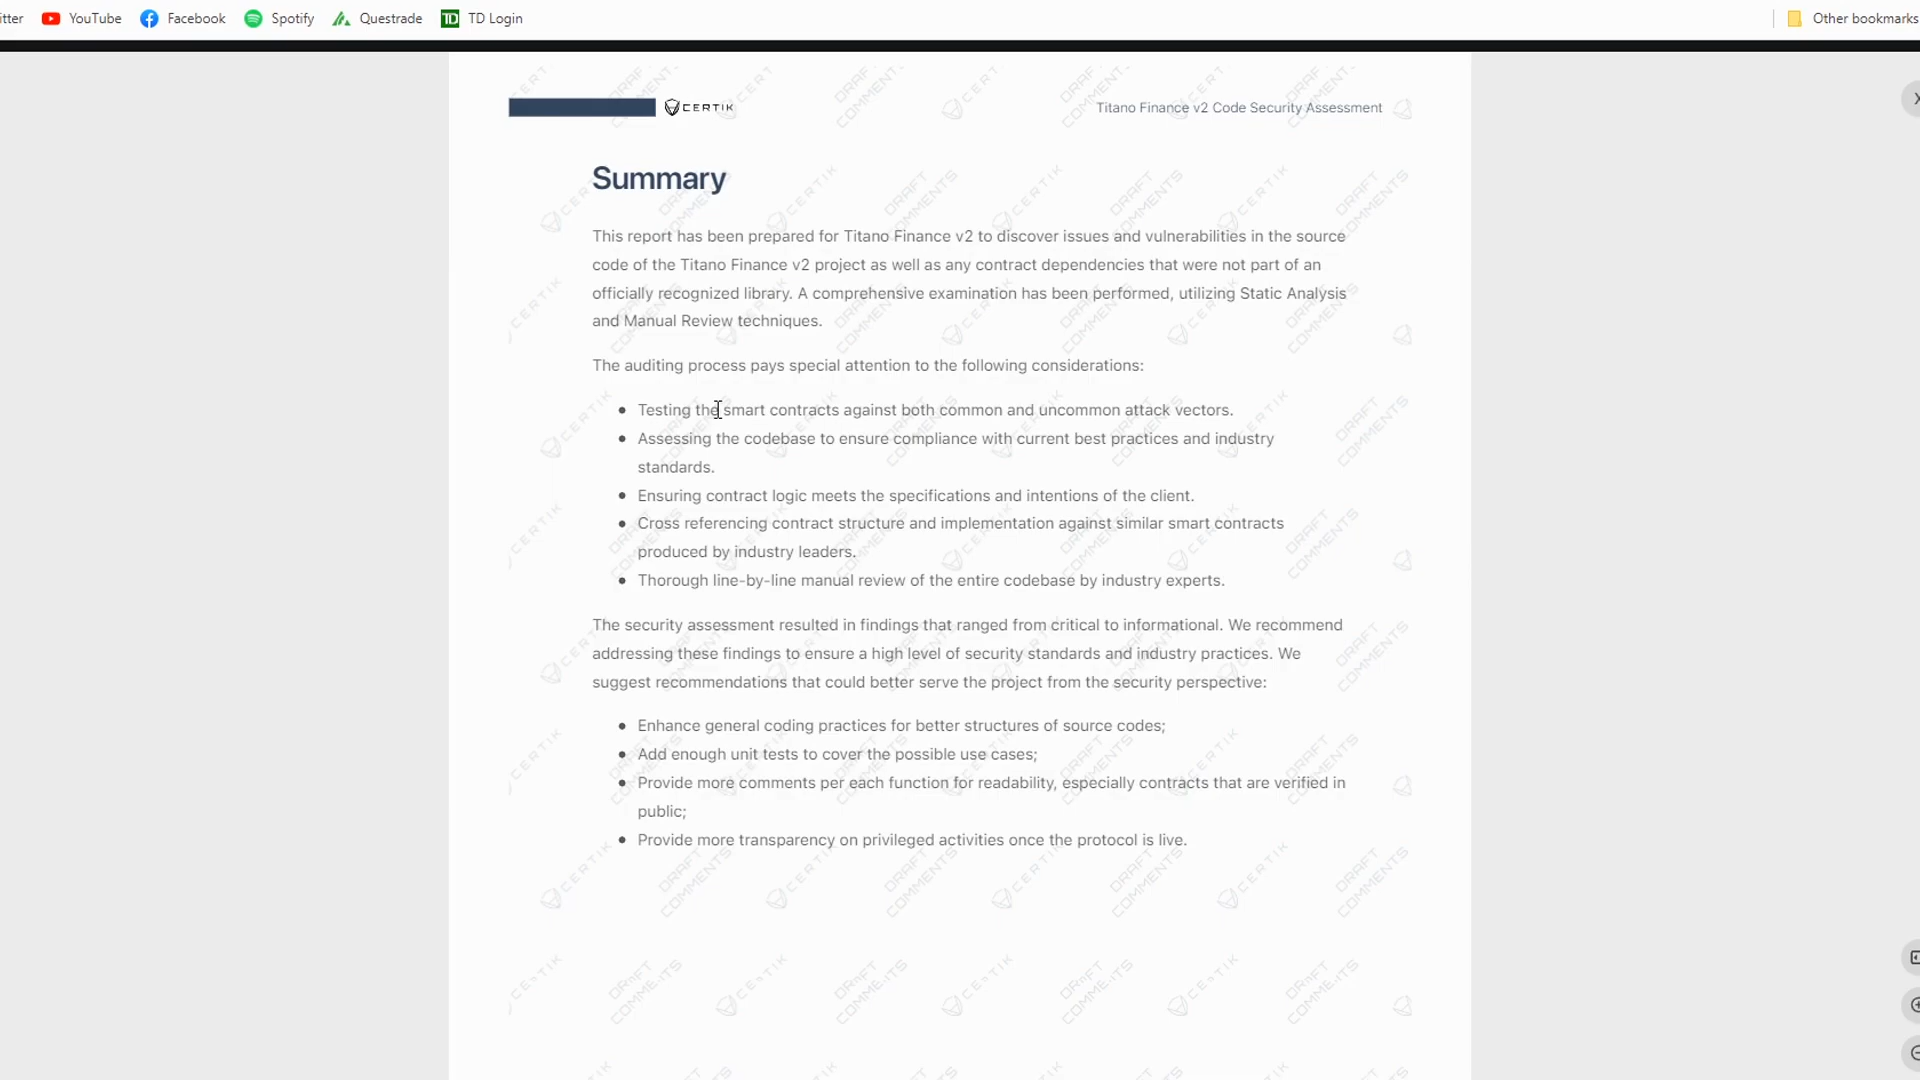 itter YouTube Facebook Spotify Questrade TD Login Other bookmarks
CERTIK Titano Finance v2 Code Security Assessment
Summary
This report has been prepared for Titano Finance v2 to discover issues and vulnerabilities in the source
code of the Titano Finance v2 project as well as any contract dependencies that were not part of an
officially recognized library. A comprehensive examination has been performed, utilizing Static Analysis
and Manual Review techniques.
The auditing process pays special attention to the following considerations:
• Testing the smart contracts against both common and uncommon attack vectors.
• Assessing the codebase to ensure compliance with current best practices and industry
standards.
• Ensuring contract logic meets the specifications and intentions of the client.
• Cross referencing contract structure and implementation against similar smart contracts
produced by industry leaders.
• Thorough line-by-line manual review of the entire codebase by industry experts.
The security assessment resulted in findings that ranged from critical to informational. We recommend
addressing these findings to ensure a high level of security standards and industry practices. We
suggest recommendations that could better serve the project from the security perspective:
• Enhance general coding practices for better structures of source codes;
• Add enough unit tests to cover the possible use cases;
• Provide more comments per each function for readability, especially contracts that are verified in
public;
• Provide more transparency on privileged activities once the protocol is live.
CERTIK
DRAFT
COMMENTS